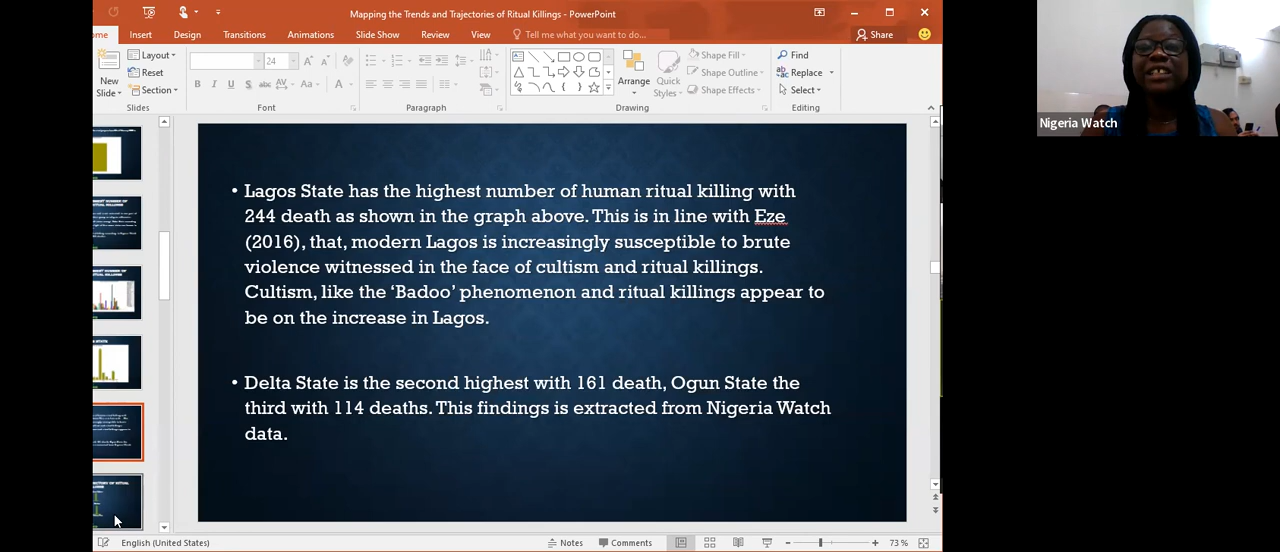 Mapping the Trends and Trajectories of Ritual Killings - PowerPoint
ome Insert Design Transitions Animations Slide Show Review View Tell me what you want to do... Share
New Slide
Layout
Reset
Section
Slides
24
B I U S abc AV Aa A
Font
Paragraph
Arrange
Quick Styles
Shape Fill
Shape Outline
Shape Effects
Drawing
Find
Replace
Select
Editing
• Lagos State has the highest number of human ritual killing with
244 death as shown in the graph above. This is in line with Eze
(2016), that, modern Lagos is increasingly susceptible to brute
violence witnessed in the face of cultism and ritual killings.
Cultism, like the ‘Badoo’ phenomenon and ritual killings appear to
be on the increase in Lagos.
• Delta State is the second highest with 161 death, Ogun State the
third with 114 deaths. This findings is extracted from Nigeria Watch
data.
English (United States) Notes Comments 73 %
Nigeria Watch